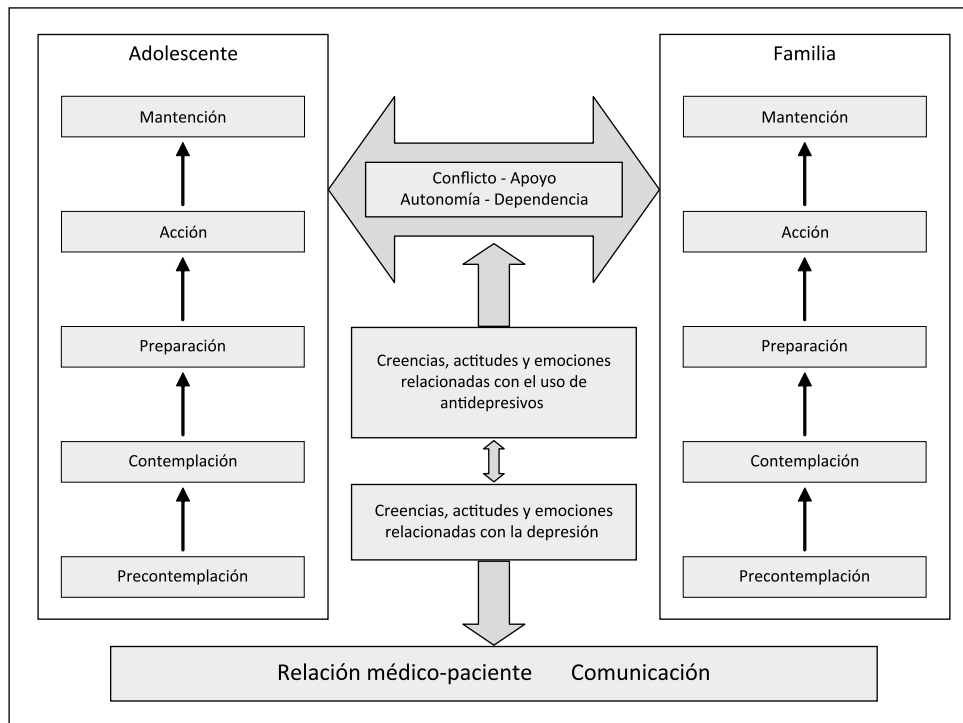 Adolescente
Mantención
Acción
Preparación
Contemplación
Precontemplación
Conflicto - Apoyo
Autonomía - Dependencia
Creencias, actitudes y emociones
relacionadas con el uso de
antidepresivos
Creencias, actitudes y emociones
relacionadas con la depresión
Familia
Mantención
Acción
Preparación
Contemplación
Precontemplación
Relación médico-paciente Comunicación